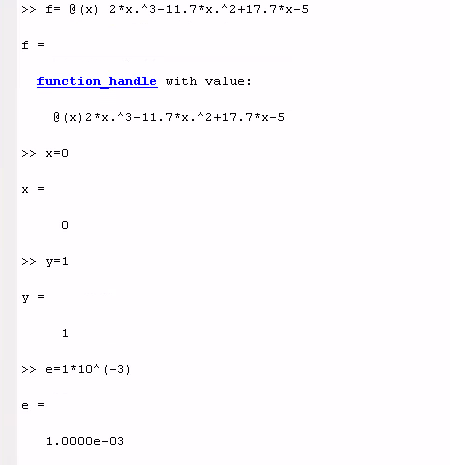 >> f= @(x) 2*x.^3-11.7*x.^2+17.7*x-5
f =
function_handle with value:
@(x)2*x.^3-11.7*x.^2+17.7*x-5
>> x=0
x =
0
>> y=1
y =
1
>> e=1*10^(-3)
e =
1.0000e-03